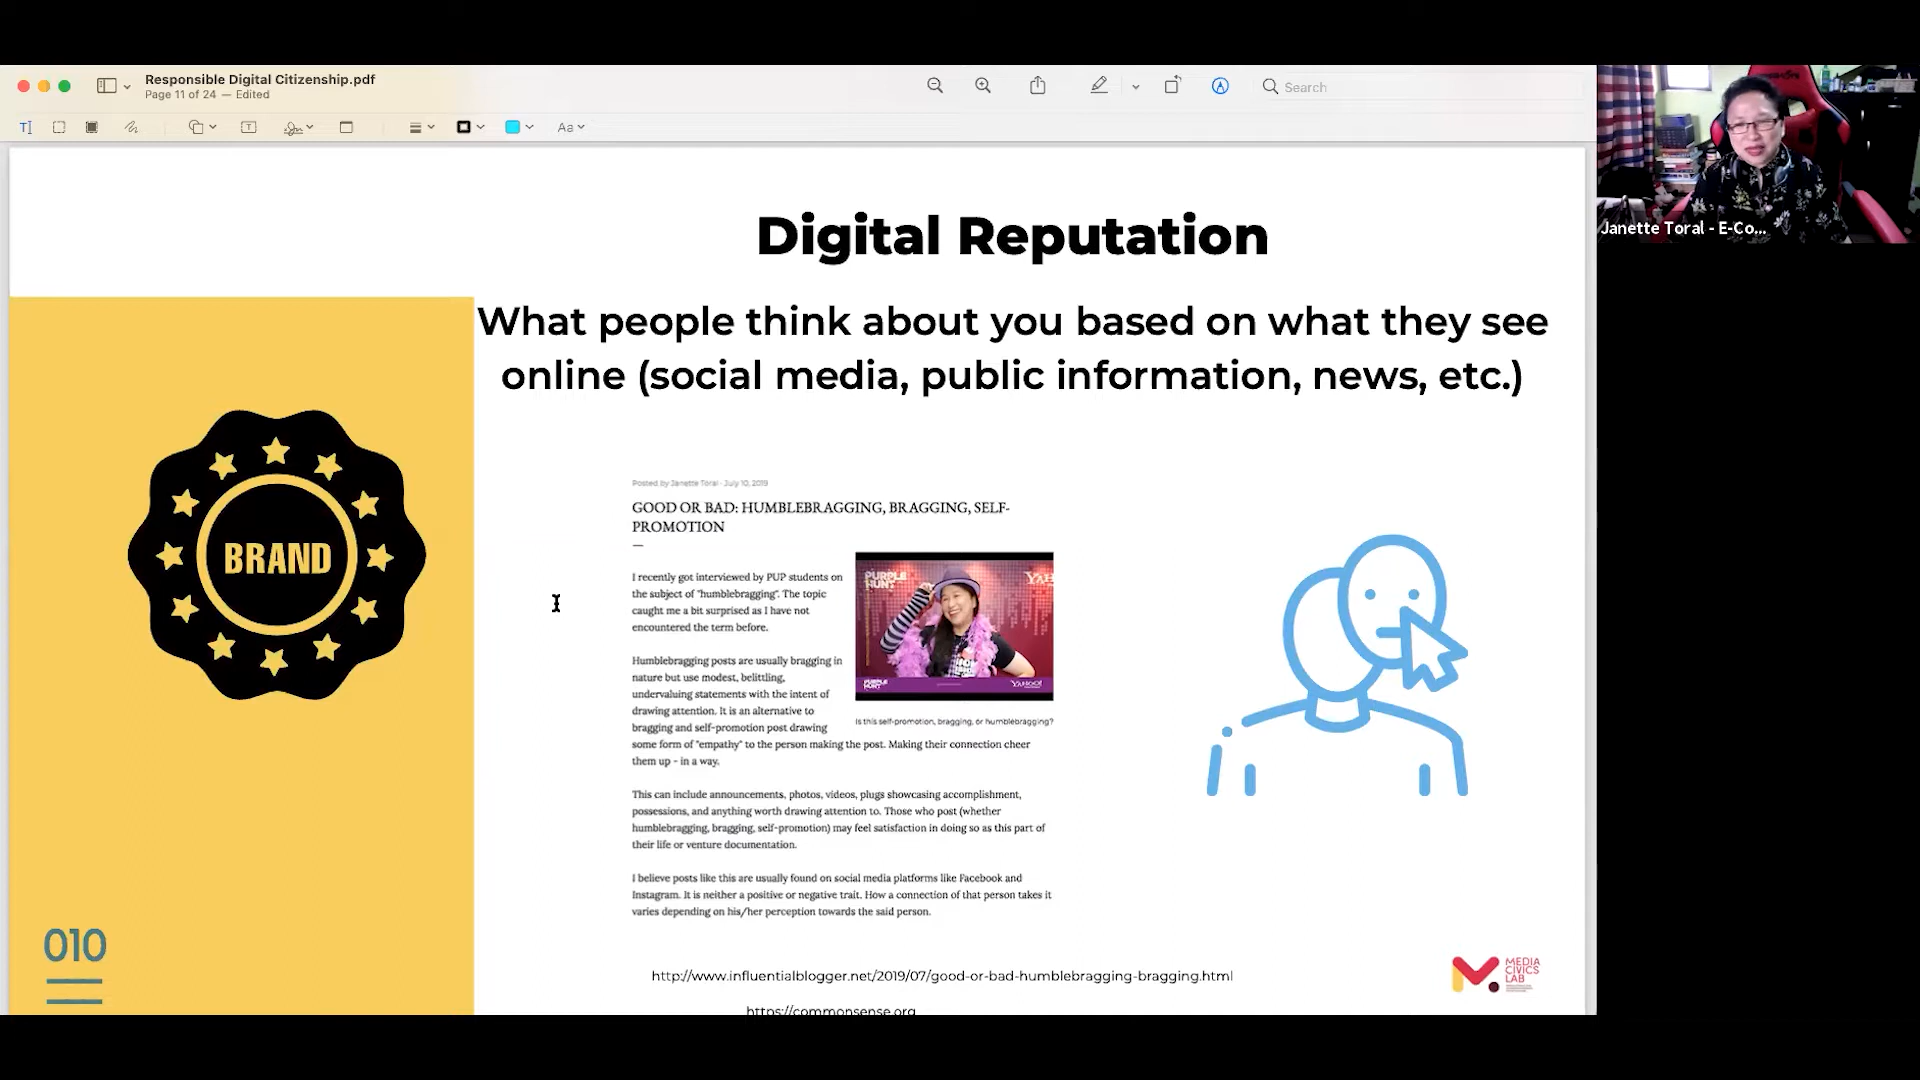 Responsible Digital Citizenship.pdf
Page 11 of 24 — Edited
Search
Aa
Janette Toral - E-Co...
Digital Reputation
What people think about you based on what they see
online (social media, public information, news, etc.)
BRAND
Posted by Janette Toral - July 10, 2019
GOOD OR BAD: HUMBLEBRAGGING, BRAGGING, SELF-
PROMOTION
I recently got interviewed by PUP students on
the subject of "humblebragging". The topic
caught me a bit surprised as I have not
encountered the term before.
Humblebragging posts are usually bragging in
nature but use modest, belittling,
undervaluing statements with the intent of
drawing attention. It is an alternative to
bragging and self-promotion post drawing
some form of "empathy" to the person making the post. Making their connection cheer
them up - in a way.
PURPLE
HUNT
YAHOO
PURPLE
HUNT
YAHOO!
Is this self-promotion, bragging, or humblebragging?
This can include announcements, photos, videos, plugs showcasing accomplishment,
possessions, and anything worth drawing attention to. Those who post (whether
humblebragging, bragging, self-promotion) may feel satisfaction in doing so as this part of
their life or venture documentation.
I believe posts like this are usually found on social media platforms like Facebook and
Instagram. It is neither a positive or negative trait. How a connection of that person takes it
varies depending on his/her perception towards the said person.
010
http://www.influentialblogger.net/2019/07/good-or-bad-humblebragging-bragging.html
https://commonsense.org
MEDIA
CIVICS
LAB